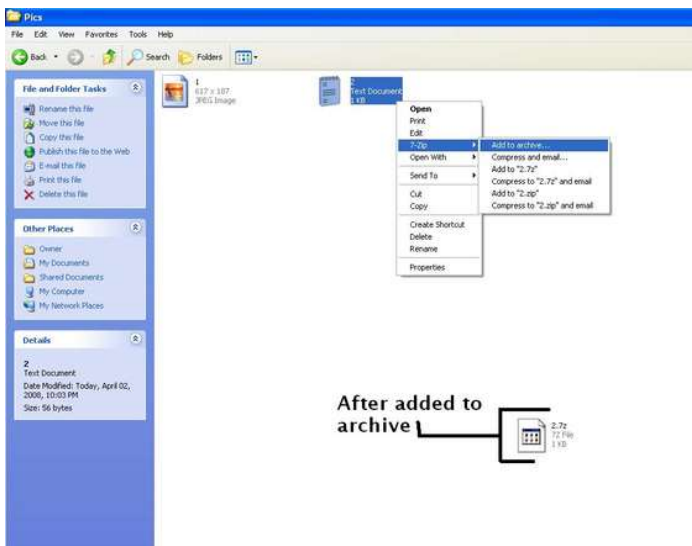 Pics
File Edit View Favorites Tools Help
Back Search Folders
File and Folder Tasks
Rename this file
Move this file
Copy this file
Publish this file to the Web
E-mail this file
Print this file
Delete this file
Other Places
Owner
My Documents
Shared Documents
My Computer
My Network Places
Details
2
Text Document
Date Modified: Today, April 02,
2008, 10:03 PM
Size: 56 bytes
1
617 x 187
JPEG Image
2
Text Document
1 KB
Open
Print
Edit
7-Zip
Open With
Send To
Cut
Copy
Create Shortcut
Delete
Rename
Properties
Add to archive...
Compress and email...
Add to "2.7z"
Compress to "2.7z" and email
Add to "2.zip"
Compress to "2.zip" and email
After added to
archive
2.7z
7Z File
1 KB